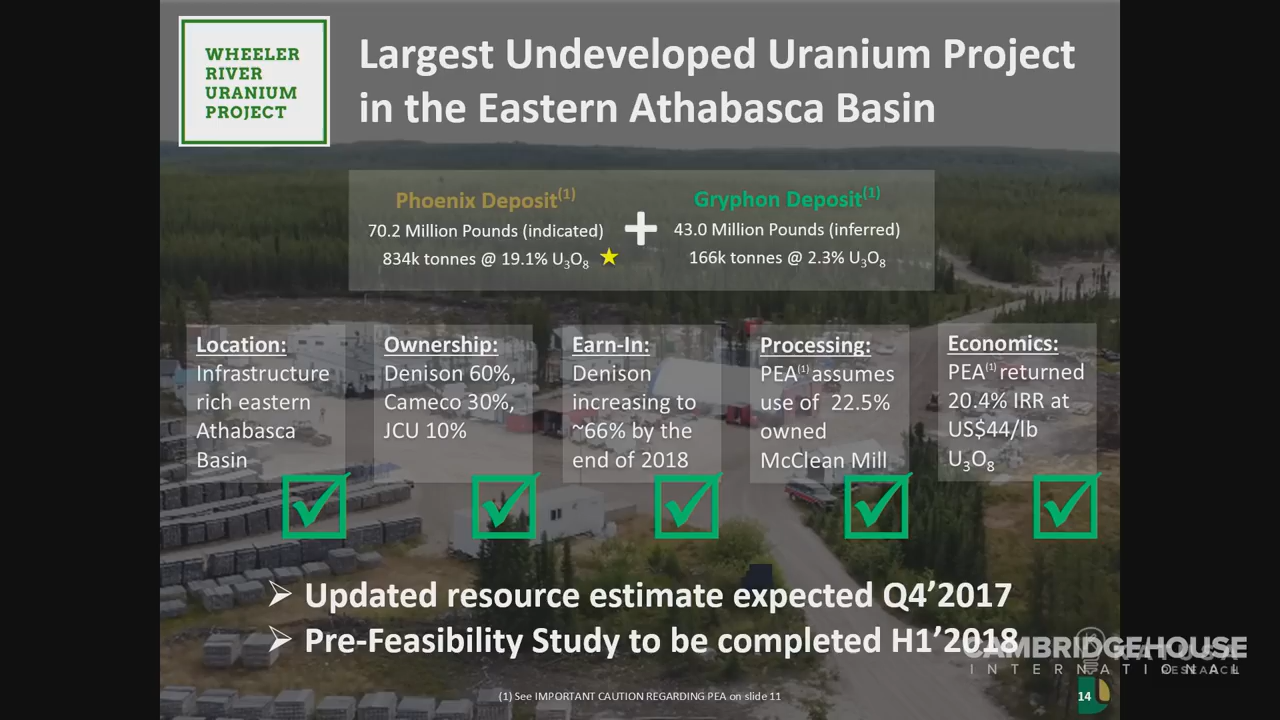 WHEELER
RIVER
URANIUM
PROJECT
Largest Undeveloped Uranium Project
in the Eastern Athabasca Basin
Phoenix Deposit(1)
70.2 Million Pounds (indicated)
834k tonnes @ 19.1% U3O8
+
Gryphon Deposit(1)
43.0 Million Pounds (inferred)
166k tonnes @ 2.3% U3O8
Location:
Infrastructure
rich eastern
Athabasca
Basin
Ownership:
Denison 60%,
Cameco 30%,
JCU 10%
Earn-In:
Denison
increasing to
~66% by the
end of 2018
Processing:
PEA(1) assumes
use of 22.5%
owned
McClean Mill
Economics:
PEA(1) returned
20.4% IRR at
US$44/lb
U3O8
➢ Updated resource estimate expected Q4’2017
➢ Pre-Feasibility Study to be completed H1’2018
CAMBRIDGEHOUSE
INTERNATIONAL
RESEARCH
(1) See IMPORTANT CAUTION REGARDING PEA on slide 11
14